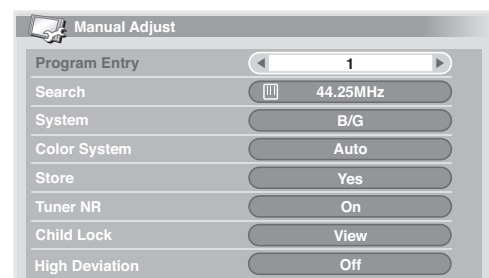 Manual Adjust
Program Entry 1
Search 44.25MHz
System B/G
Color System Auto
Store Yes
Tuner NR On
Child Lock View
High Deviation Off